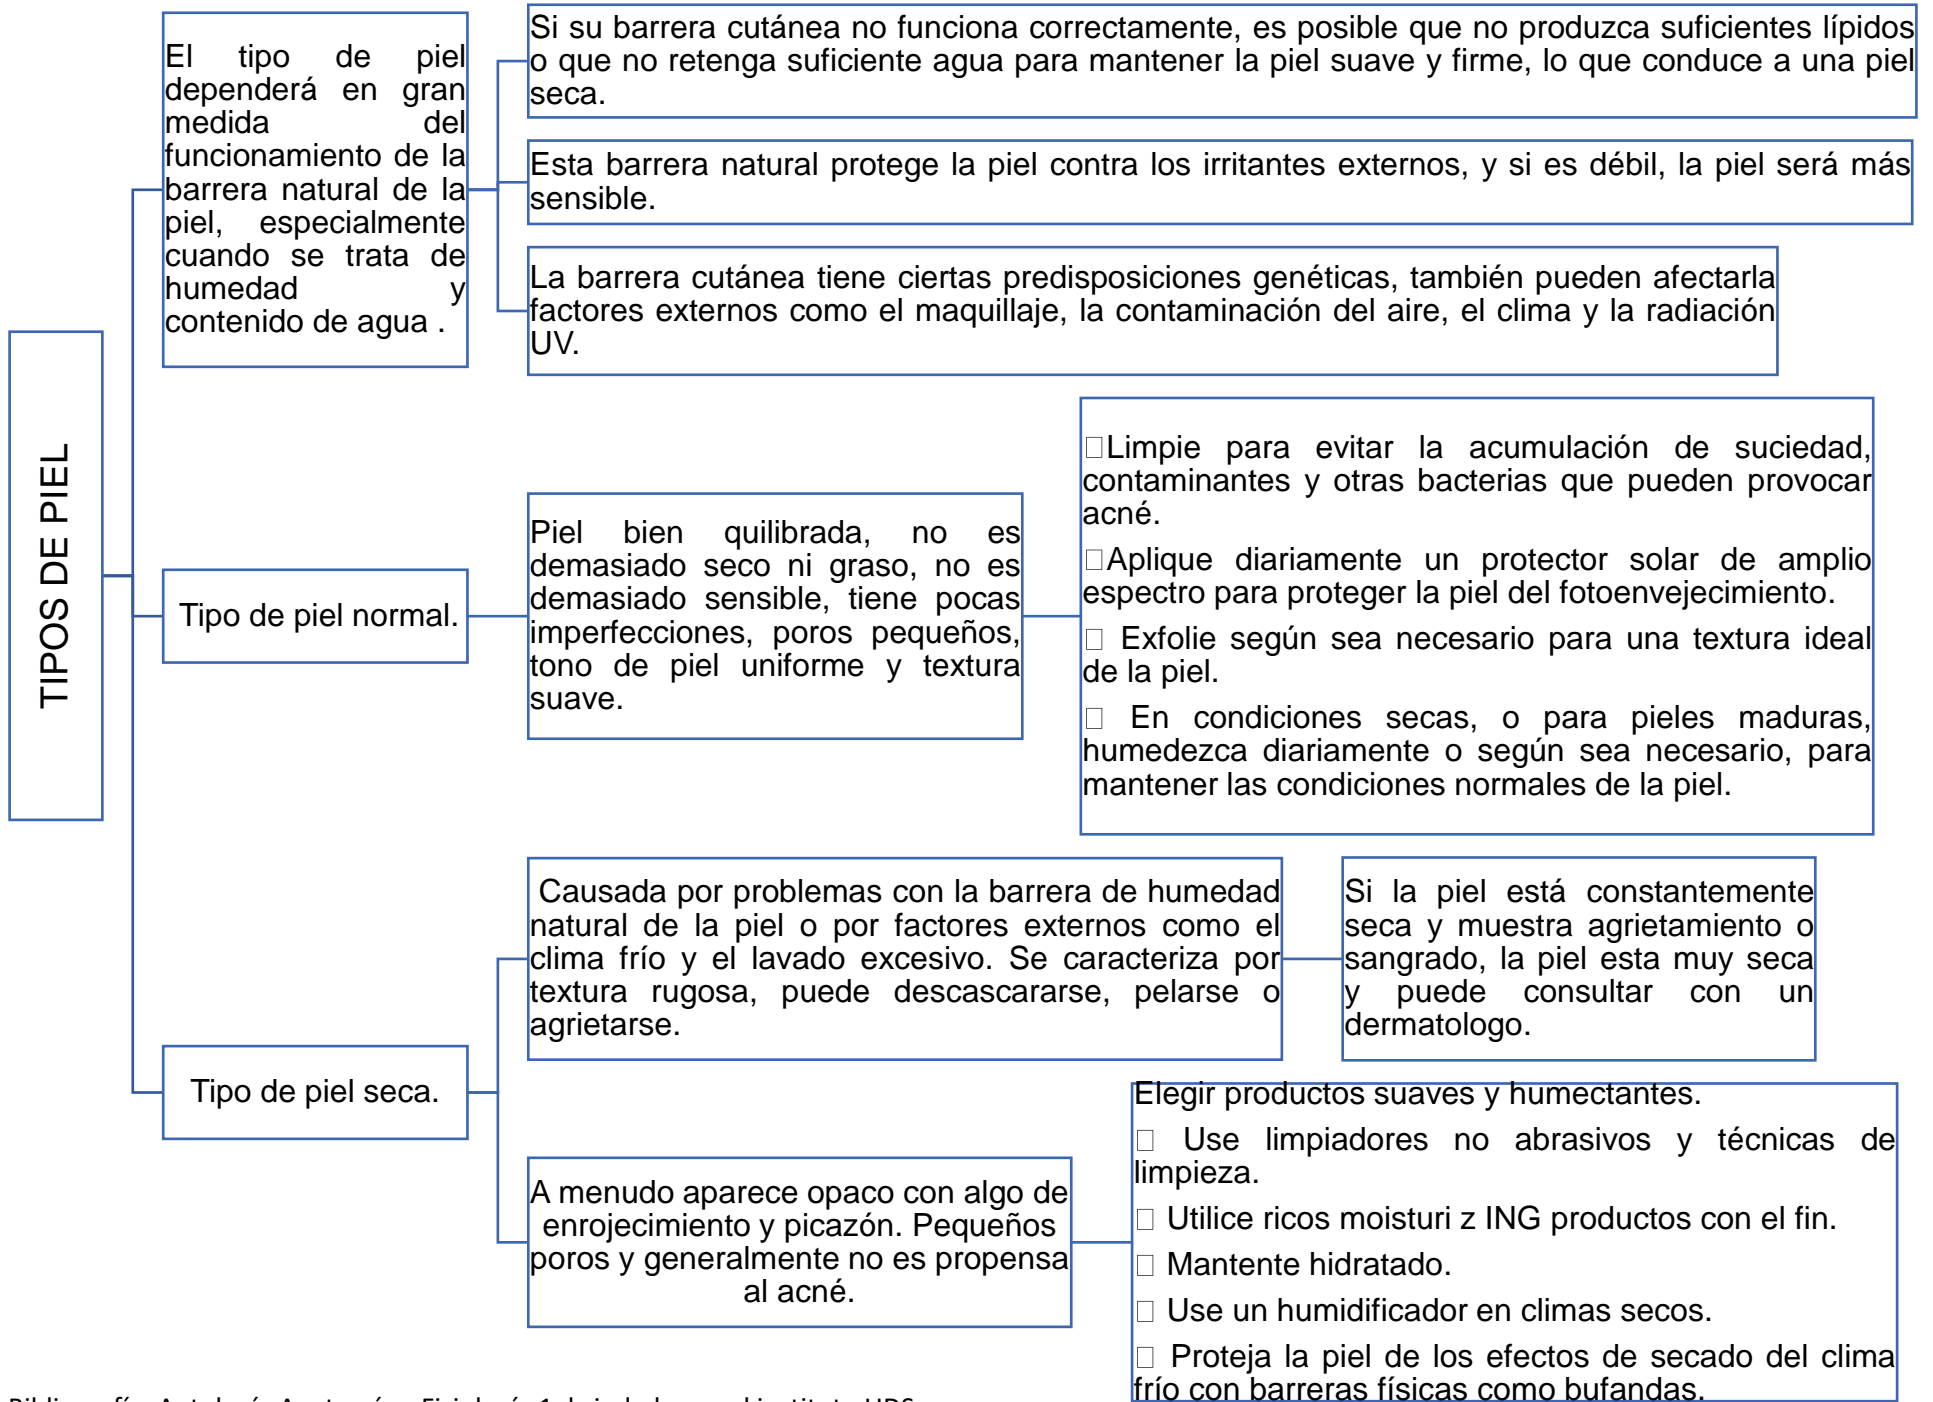 TIPOS DE PIEL
El tipo de piel
dependerá en gran
medida del
funcionamiento de la
barrera natural de la
piel, especialmente
cuando se trata de
humedad y
contenido de agua .
Si su barrera cutánea no funciona correctamente, es posible que no produzca suficientes lípidos
o que no retenga suficiente agua para mantener la piel suave y firme, lo que conduce a una piel
seca.
Esta barrera natural protege la piel contra los irritantes externos, y si es débil, la piel será más
sensible.
La barrera cutánea tiene ciertas predisposiciones genéticas, también pueden afectarla
factores externos como el maquillaje, la contaminación del aire, el clima y la radiación
UV.
Tipo de piel normal.
Piel bien quilibrada, no es
demasiado seco ni graso, no es
demasiado sensible, tiene pocas
imperfecciones, poros pequeños,
tono de piel uniforme y textura
suave.
Limpie para evitar la acumulación de suciedad,
contaminantes y otras bacterias que pueden provocar
acné.
Aplique diariamente un protector solar de amplio
espectro para proteger la piel del fotoenvejecimiento.
Exfolie según sea necesario para una textura ideal
de la piel.
En condiciones secas, o para pieles maduras,
humedezca diariamente o según sea necesario, para
mantener las condiciones normales de la piel.
Tipo de piel seca.
Causada por problemas con la barrera de humedad
natural de la piel o por factores externos como el
clima frío y el lavado excesivo. Se caracteriza por
textura rugosa, puede descascararse, pelarse o
agrietarse.
Si la piel está constantemente
seca y muestra agrietamiento o
sangrado, la piel esta muy seca
y puede consultar con un
dermatologo.
A menudo aparece opaco con algo de
enrojecimiento y picazón. Pequeños
poros y generalmente no es propensa
al acné.
Elegir productos suaves y humectantes.
Use limpiadores no abrasivos y técnicas de
limpieza.
Utilice ricos moisturi z ING productos con el fin.
Mantente hidratado.
Use un humidificador en climas secos.
Proteja la piel de los efectos de secado del clima
frío con barreras físicas como bufandas.